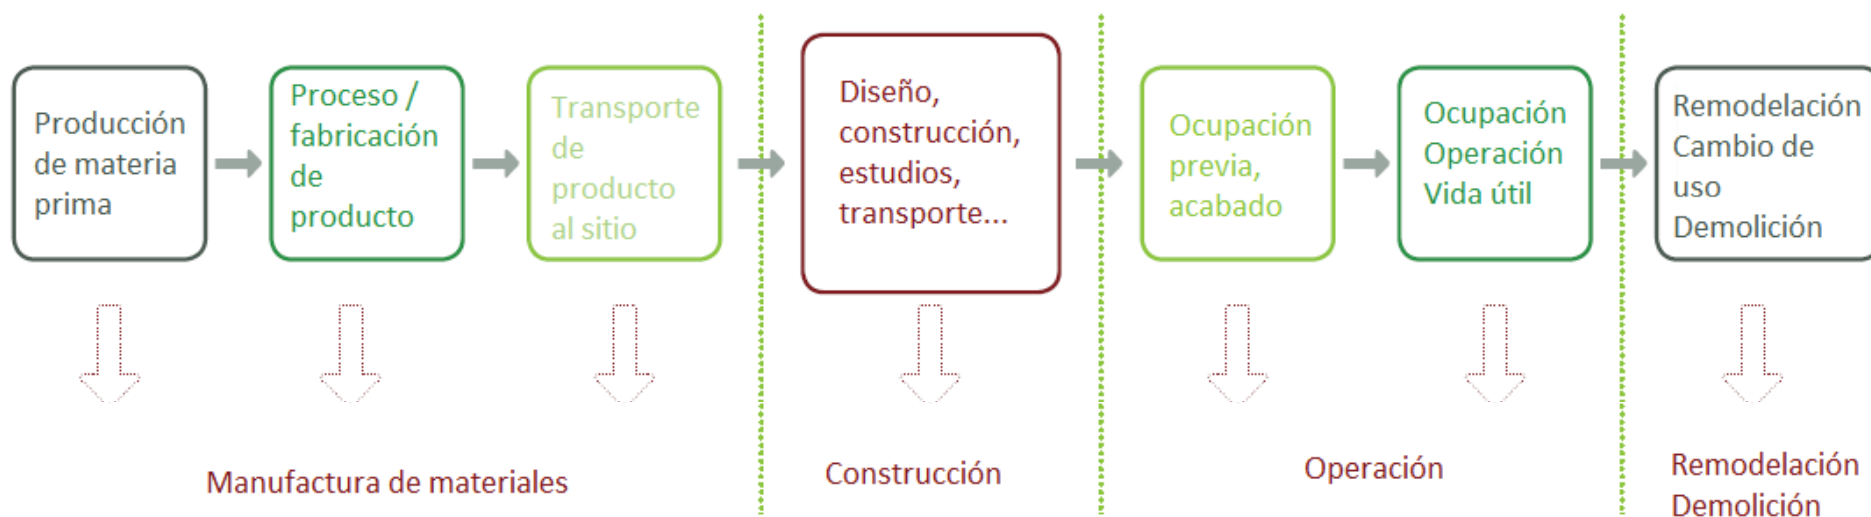 Producción
de materia
prima
Proceso /
fabricación
de
producto
Transporte
de
producto
al sitio
Diseño,
construcción,
estudios,
transporte...
Ocupación
previa,
acabado
Ocupación
Operación
Vida útil
Remodelación
Cambio de
uso
Demolición
Manufactura de materiales
Construcción
Operación
Remodelación
Demolición